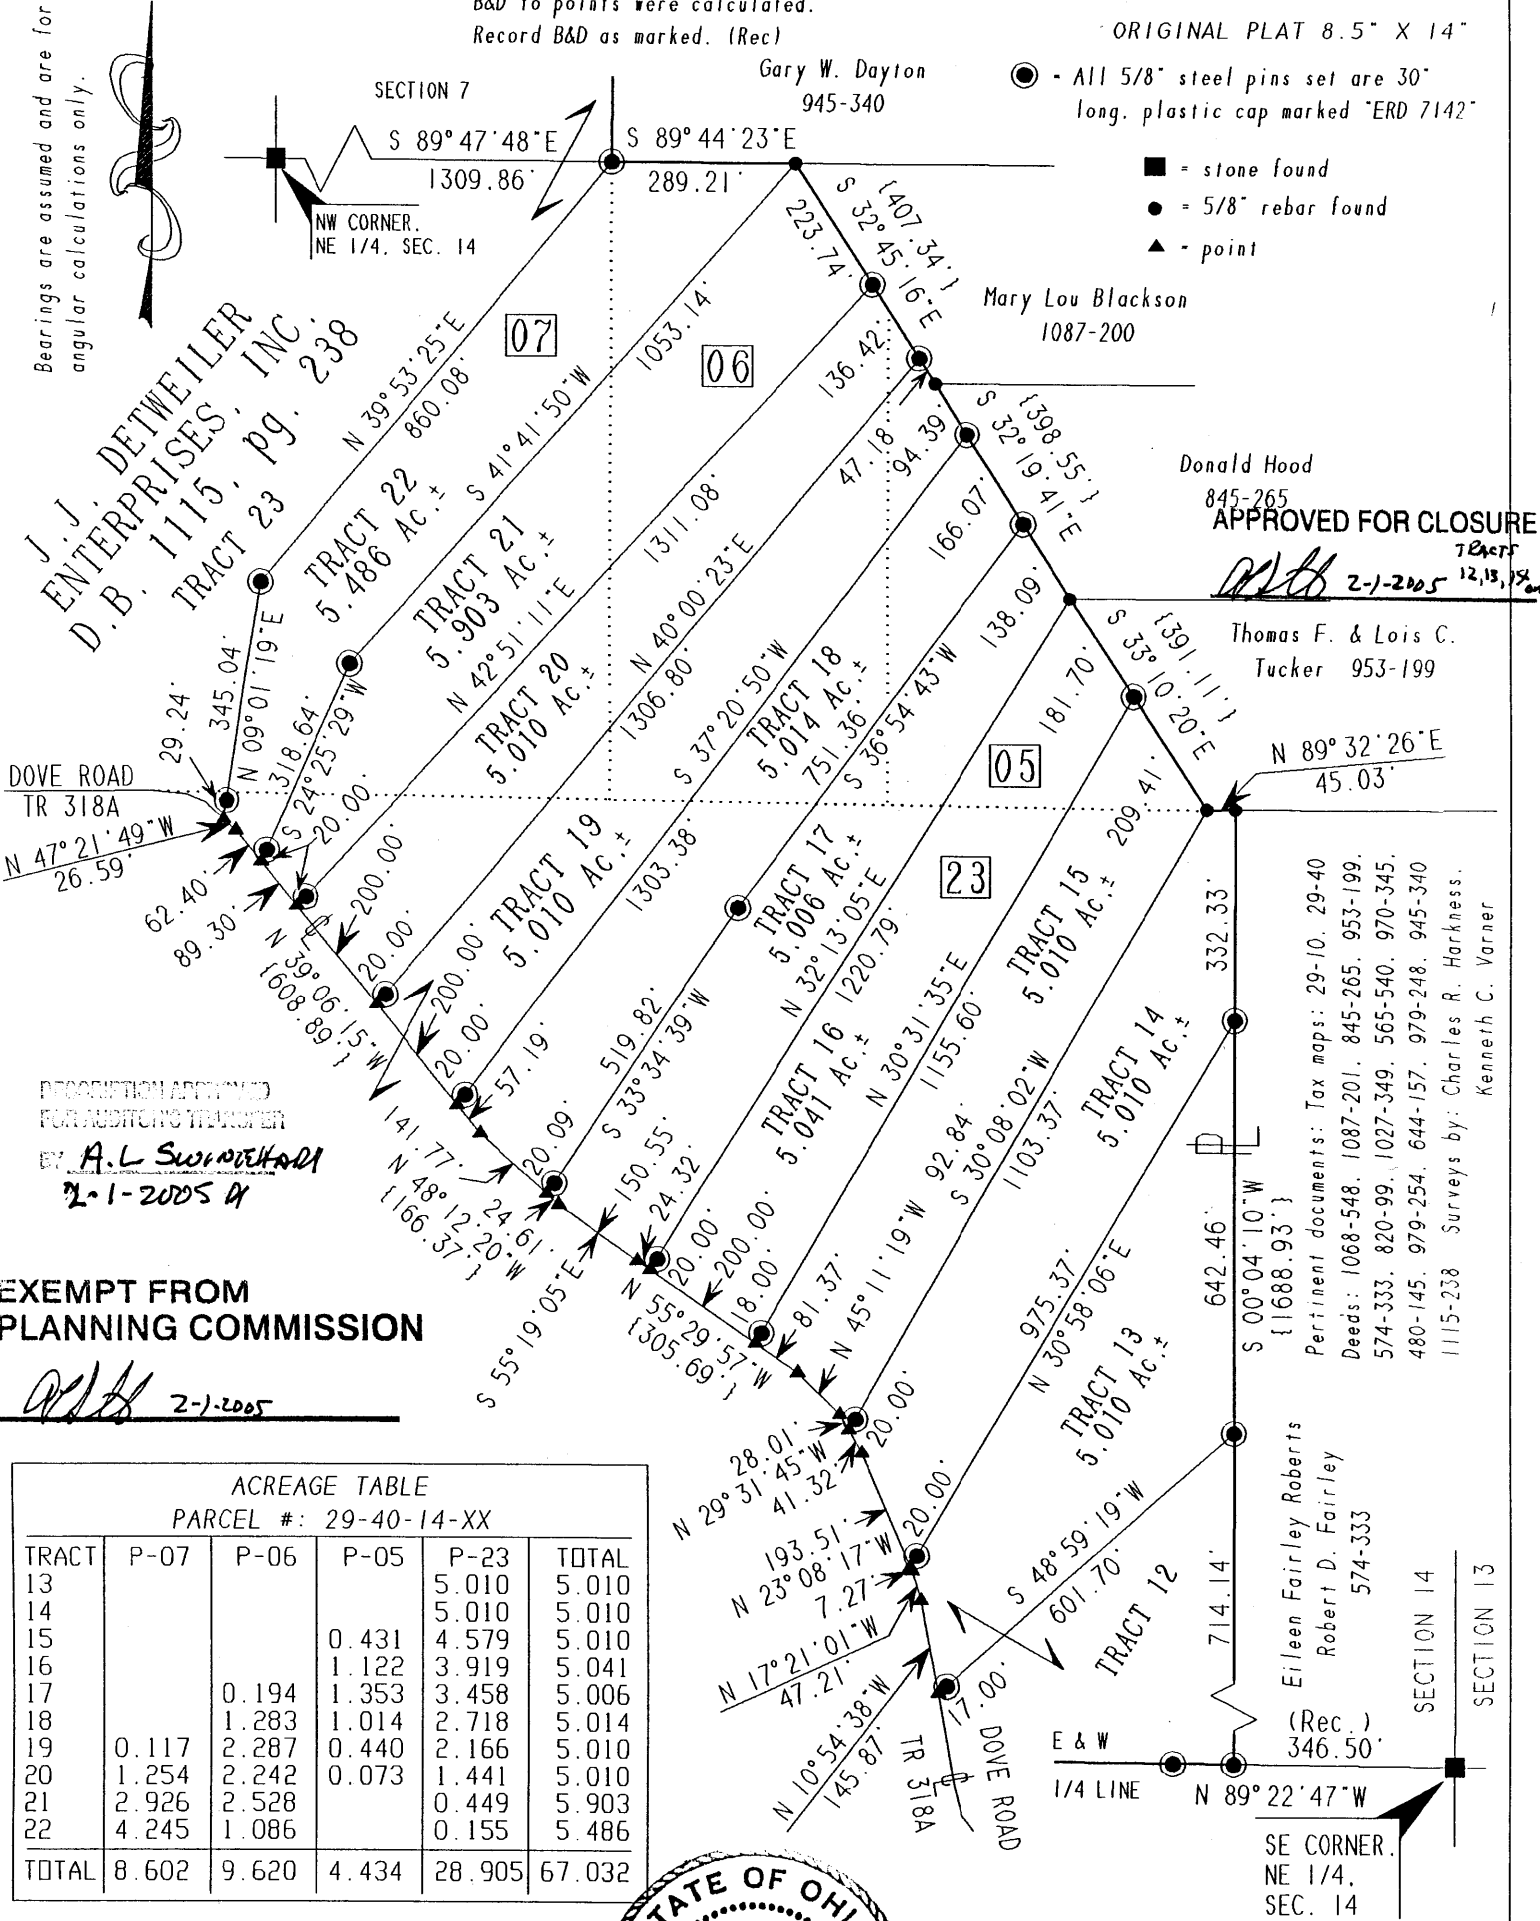 Bearings are assumed and are for
angular calculations only.
B&D to points were calculated.
Record B&D as marked. (Rec)
ORIGINAL PLAT 8.5" X 14"
- All 5/8" steel pins set are 30"
long, plastic cap marked "ERD 7142"
= stone found
= 5/8" rebar found
- point
Gary W. Dayton
945-340
SECTION 7
S 89°47'48"E
1309.86'
S 89°44'23"E
289.21'
NW CORNER.
NE 1/4. SEC. 14
S 32°45'16"E
{407.34'}
223.74'
Mary Lou Blackson
1087-200
J.J. DETWEILER
ENTERPRISES, INC.
D.B. 1115, pg. 238
TRACT 23
N 39°53'25"E
860.08'
07
06
1053.14'
S 41°41'50"W
136.42'
47.18'
94.39'
S 32°19'41"E
{398.55'}
Donald Hood
845-265
APPROVED FOR CLOSURE
TRACTS
12,13,14
2-1-2005
166.07'
138.09'
Thomas F. & Lois C.
Tucker 953-199
S 33°10'20"E
{391.11'}
181.70'
209.41'
N 89°32'26"E
45.03'
TRACT 22
5.486 Ac.±
TRACT 21
5.903 Ac.±
N 42°51'11"E
1311.08'
TRACT 20
5.010 Ac.±
N 40°00'23"E
1306.80'
TRACT 19
5.010 Ac.±
S 37°20'50"W
1303.38'
TRACT 18
5.014 Ac.±
751.36'
S 36°54'43"W
05
23
TRACT 17
5.006 Ac.±
N 32°13'05"E
1220.79'
TRACT 16
5.041 Ac.±
N 30°31'35"E
1155.60'
TRACT 15
5.010 Ac.±
S 30°08'02"W
1103.37'
TRACT 14
5.010 Ac.±
975.37'
N 30°58'06"E
TRACT 13
5.010 Ac.±
S 48°59'19"W
601.70'
TRACT 12
29.24'
345.04'
N 09°01'19"E
318.64'
S 24°25'29"W
20.00'
DOVE ROAD
TR 318A
N 47°21'49"W
26.59'
62.40'
89.30'
200.00'
20.00'
N 39°06'15"W
{608.89'}
200.00'
20.00'
57.19'
519.82'
S 33°34'39"W
141.77'
N 48°12'20"W
{166.37'}
20.09'
24.61'
150.55'
24.32'
S 55°19'05"E
20.00'
200.00'
N 55°29'57"W
{305.69'}
18.00'
81.37'
N 45°11'19"W
92.84'
28.01'
N 29°31'45"W
41.32'
20.00'
193.51'
N 23°08'17"W
7.27'
20.00'
N 17°21'01"W
47.21'
N 10°54'38"W
145.87'
17.00'
TR 318A
DOVE ROAD
332.33'
642.46'
S 00°04'10"W
{1688.93'}
714.14'
Pertinent documents: Tax maps: 29-10, 29-40
Deeds: 1068-548, 1087-201, 845-265, 953-199,
574-333, 820-99, 1027-349, 565-540, 970-345,
480-145, 979-254, 644-157, 979-248, 945-340
1115-238 Surveys by: Charles R. Harkness,
Kenneth C. Varner
DESCRIPTION APPROVED
FOR AUDITOR'S TRANSFER
BY A.L Swinehart
2-1-2005
EXEMPT FROM
PLANNING COMMISSION
2-1-2005
Eileen Fairley Roberts
Robert D. Fairley
574-333
SECTION 14
SECTION 13
(Rec.)
346.50'
E & W
1/4 LINE
N 89°22'47"W
SE CORNER.
NE 1/4.
SEC. 14
ACREAGE TABLE
PARCEL #: 29-40-14-XX
TRACT P-07 P-06 P-05 P-23 TOTAL
13 5.010 5.010
14 5.010 5.010
15 0.431 4.579 5.010
16 1.122 3.919 5.041
17 0.194 1.353 3.458 5.006
18 1.283 1.014 2.718 5.014
19 0.117 2.287 0.440 2.166 5.010
20 1.254 2.242 0.073 1.441 5.010
21 2.926 2.528 0.449 5.903
22 4.245 1.086 0.155 5.486
TOTAL 8.602 9.620 4.434 28.905 67.032
STATE OF OHI